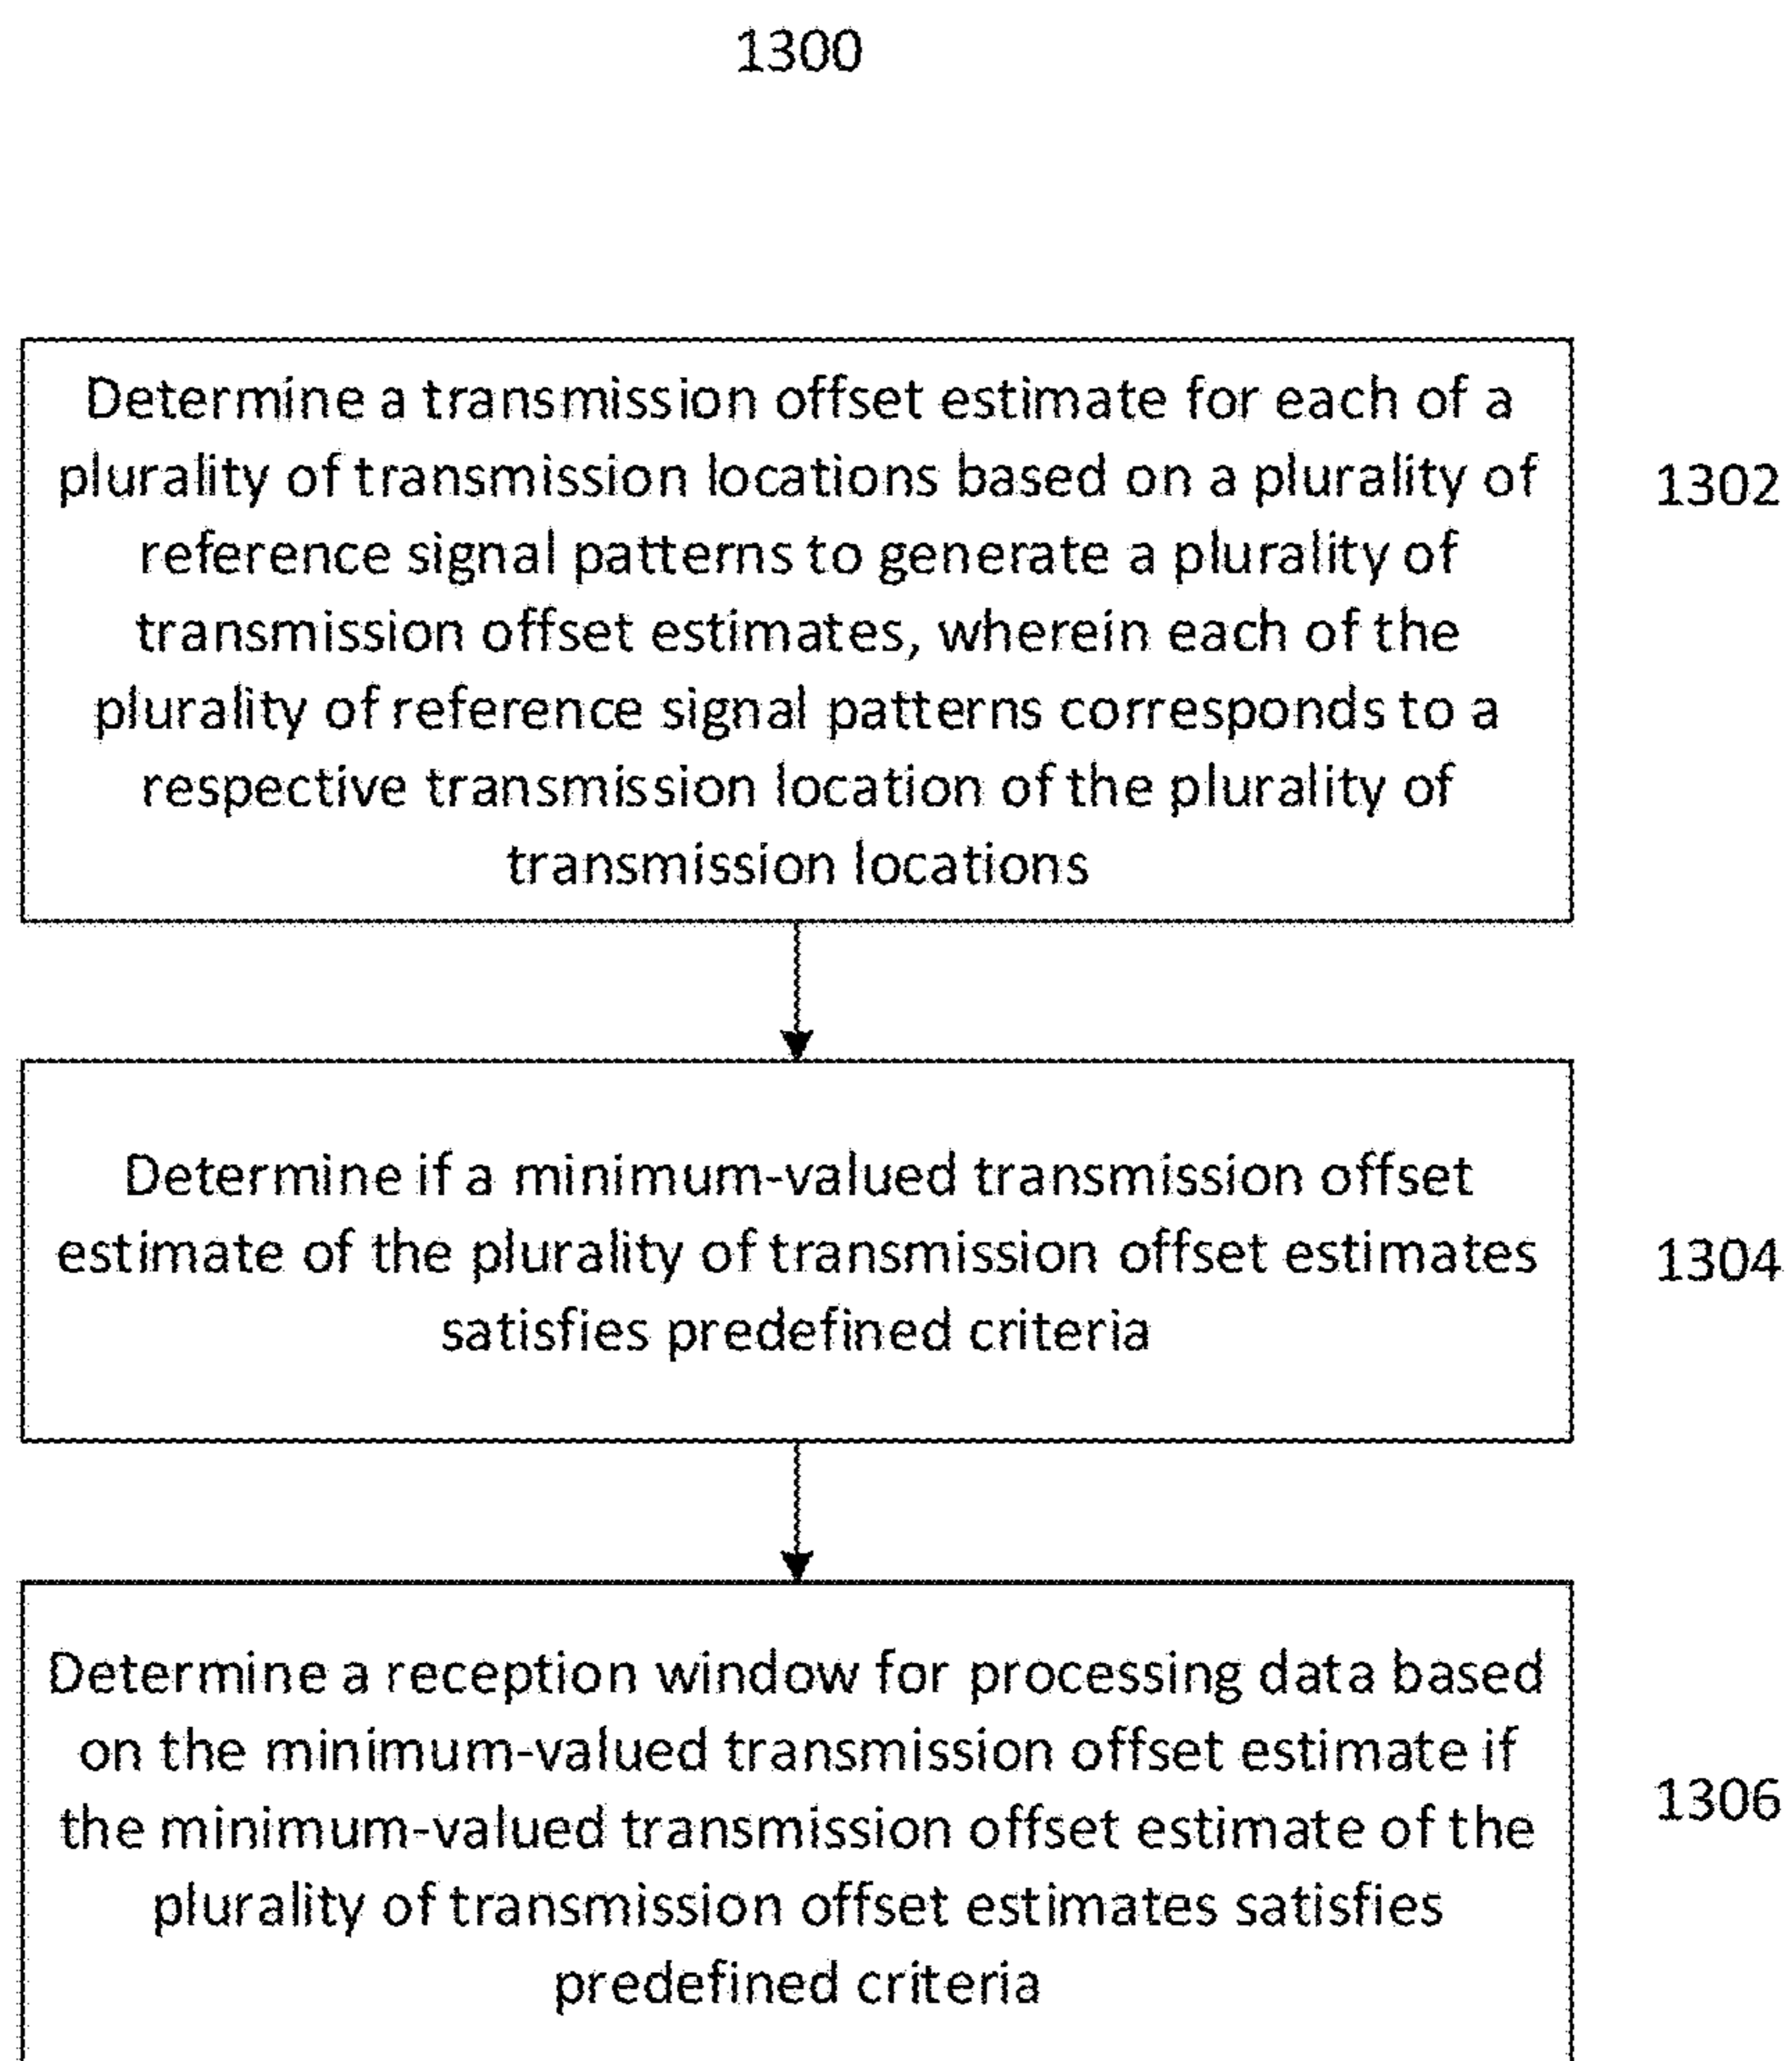 1300
Determine a transmission offset estimate for each of a
plurality of transmission locations based on a plurality of
reference signal patterns to generate a plurality of
transmission offset estimates, wherein each of the
plurality of reference signal patterns corresponds to a
respective transmission location of the plurality of
transmission locations
1302
Determine if a minimum-valued transmission offset
estimate of the plurality of transmission offset estimates
satisfies predefined criteria
1304
Determine a reception window for processing data based
on the minimum-valued transmission offset estimate if
the minimum-valued transmission offset estimate of the
plurality of transmission offset estimates satisfies
predefined criteria
1306